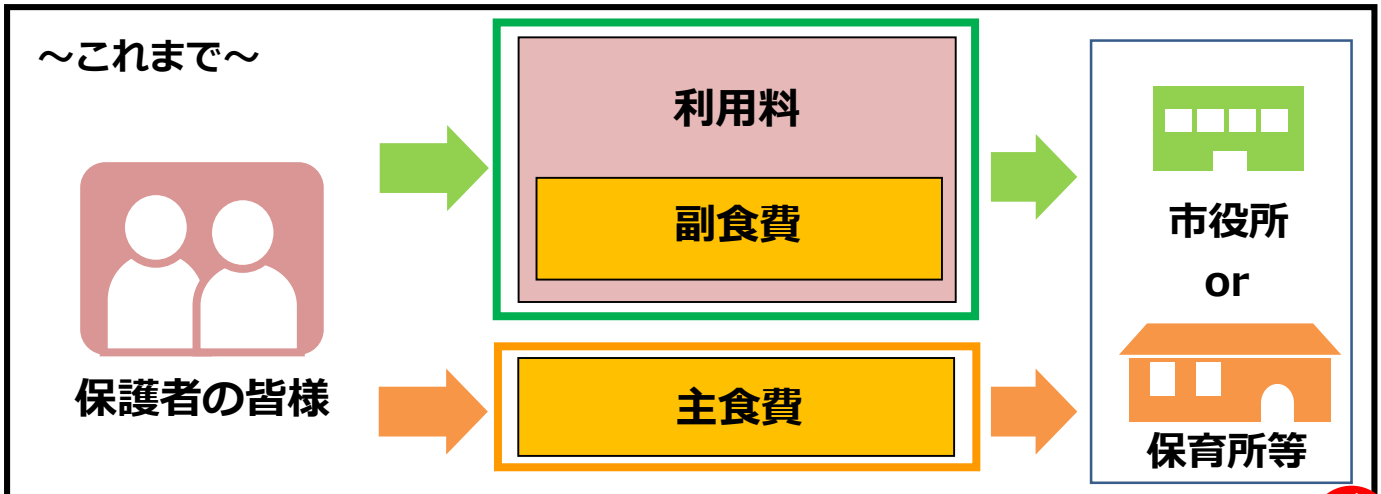 ～これまで～
利用料
副食費
市役所
or
保護者の皆様
主食費
保育所等